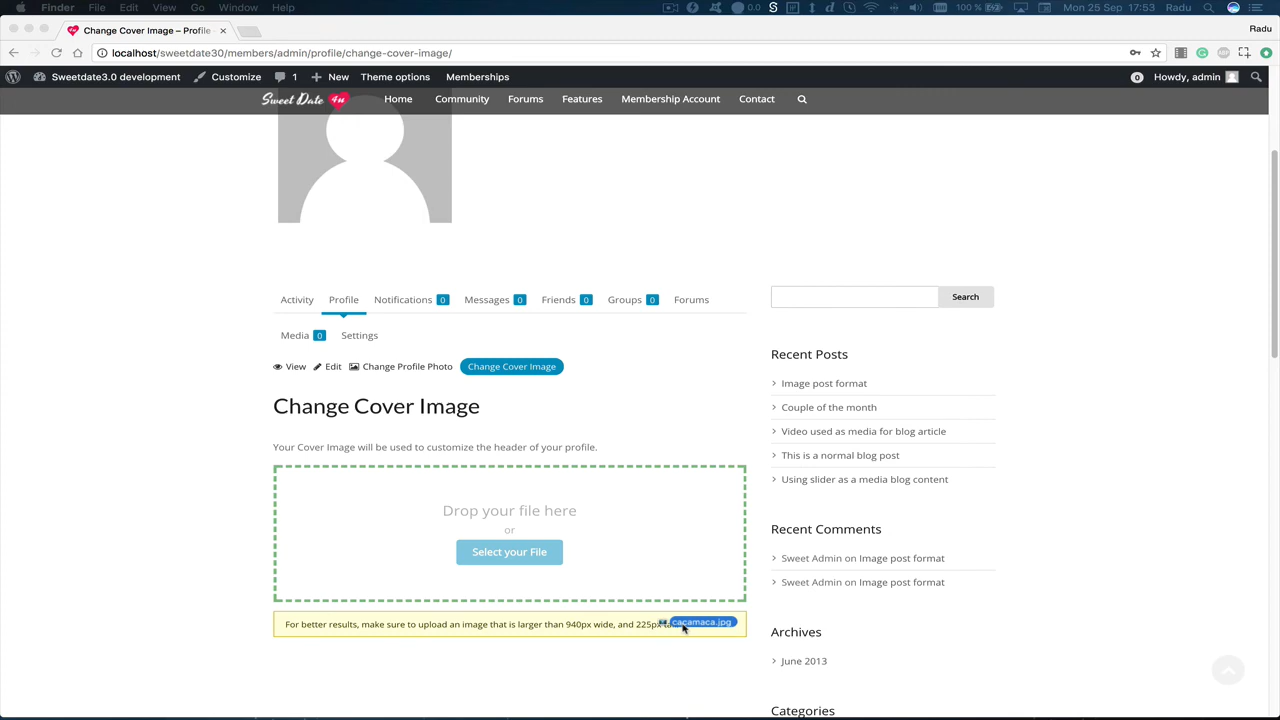 Finder File Edit View Go Window Help 0.0 100 % Mon 25 Sep 17:53 Radu
Change Cover Image – Profile Radu
localhost/sweetdate30/members/admin/profile/change-cover-image/
Sweetdate3.0 development Customize 1 New Theme options Memberships 0 Howdy, admin
Sweet Date 4u Home Community Forums Features Membership Account Contact
Activity Profile Notifications 0 Messages 0 Friends 0 Groups 0 Forums
Search
Media 0 Settings
View Edit Change Profile Photo Change Cover Image
Change Cover Image
Your Cover Image will be used to customize the header of your profile.
Drop your file here
or
Select your File
For better results, make sure to upload an image that is larger than 940px wide, and 225px
cacamaca.jpg
Recent Posts
Image post format
Couple of the month
Video used as media for blog article
This is a normal blog post
Using slider as a media blog content
Recent Comments
Sweet Admin on Image post format
Sweet Admin on Image post format
Archives
June 2013
Categories